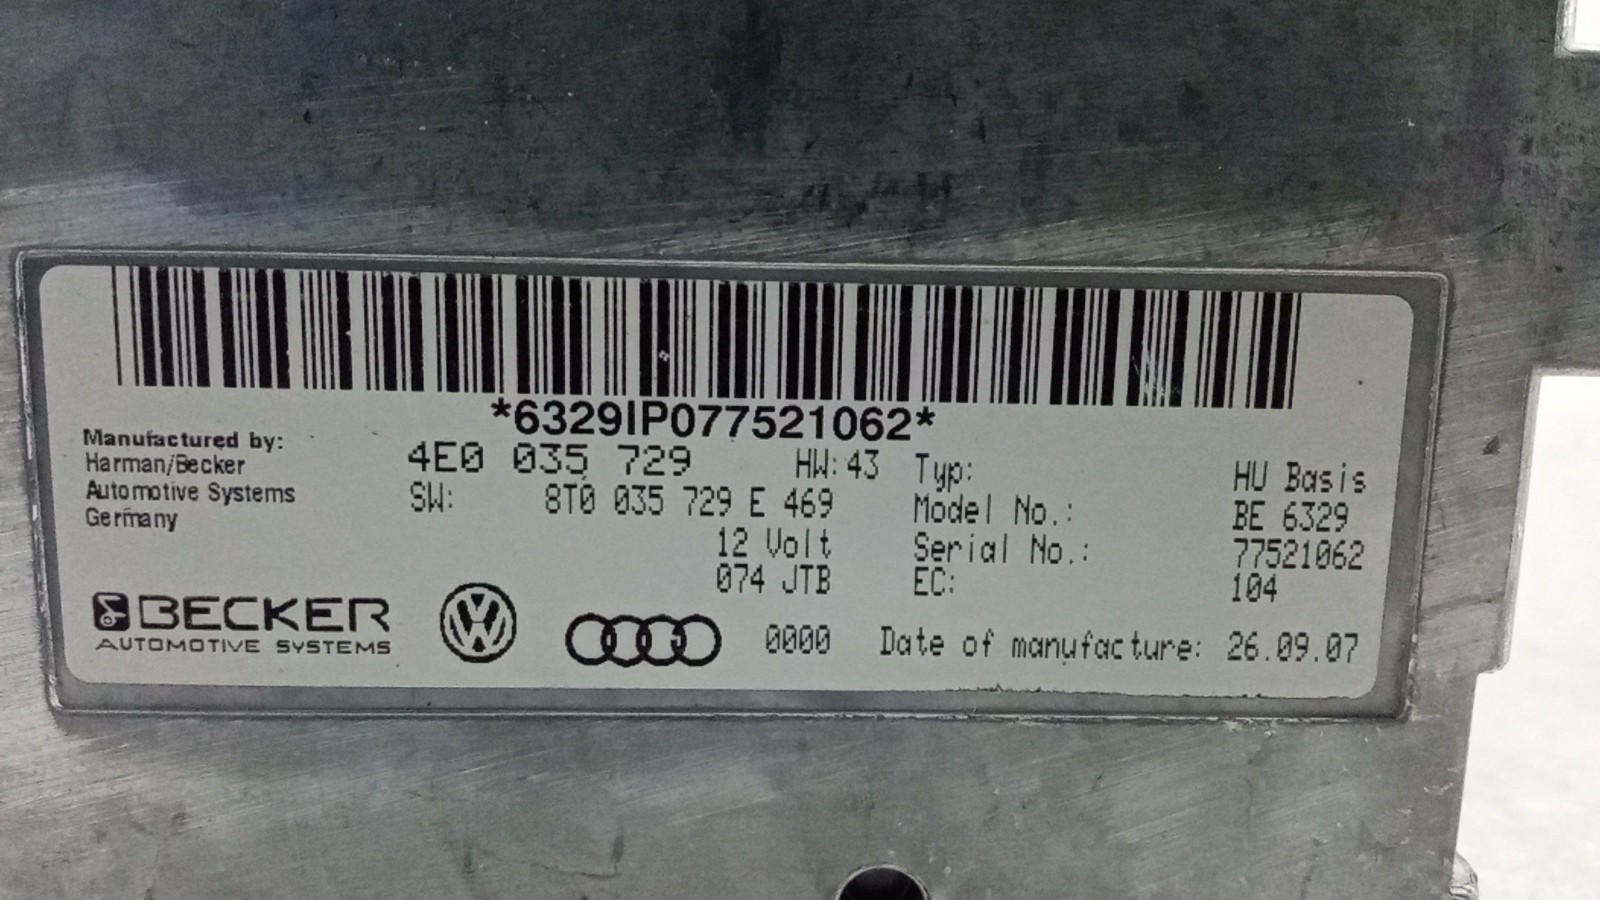 *6329IP077521062*
Manufactured by:
Harman/Becker
Automotive Systems
Germany
4E0 035 729 HW: 43
SW: 8T0 035 729 E 469
12 Volt
074 JTB
Typ: HU Basis
Model No.: BE 6329
Serial No.: 77521062
EC: 104
BECKER
AUTOMOTIVE SYSTEMS
VW
0000 Date of manufacture: 26.09.07